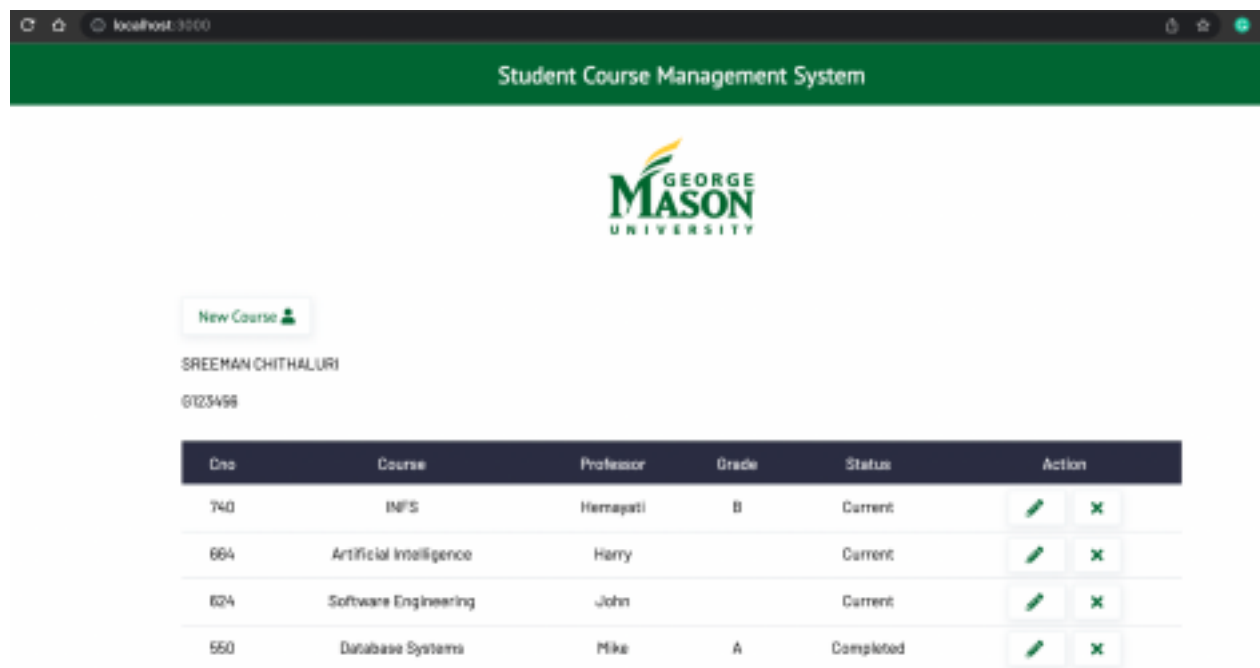 localhost:3000
Student Course Management System
GEORGE
MASON
UNIVERSITY
New Course
SREEMAN CHITHALURI
G123456
Cno Course Professor Grade Status Action
740 INFS Hemayati B Current
664 Artificial Intelligence Harry Current
624 Software Engineering John Current
550 Database Systems Mike A Completed